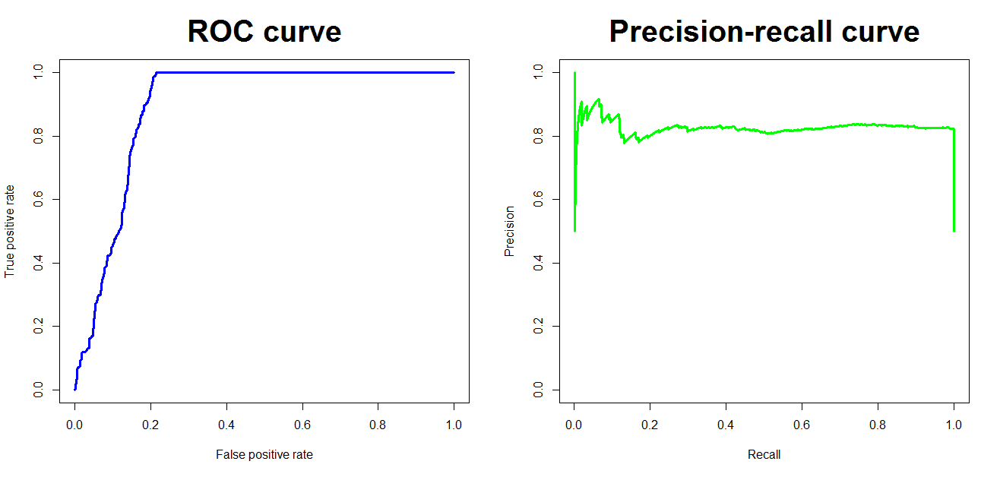 ROC curve
True positive rate
1.0
0.8
0.6
0.4
0.2
0.0
0.0 0.2 0.4 0.6 0.8 1.0
False positive rate
Precision-recall curve
Precision
1.0
0.8
0.6
0.4
0.2
0.0
0.0 0.2 0.4 0.6 0.8 1.0
Recall